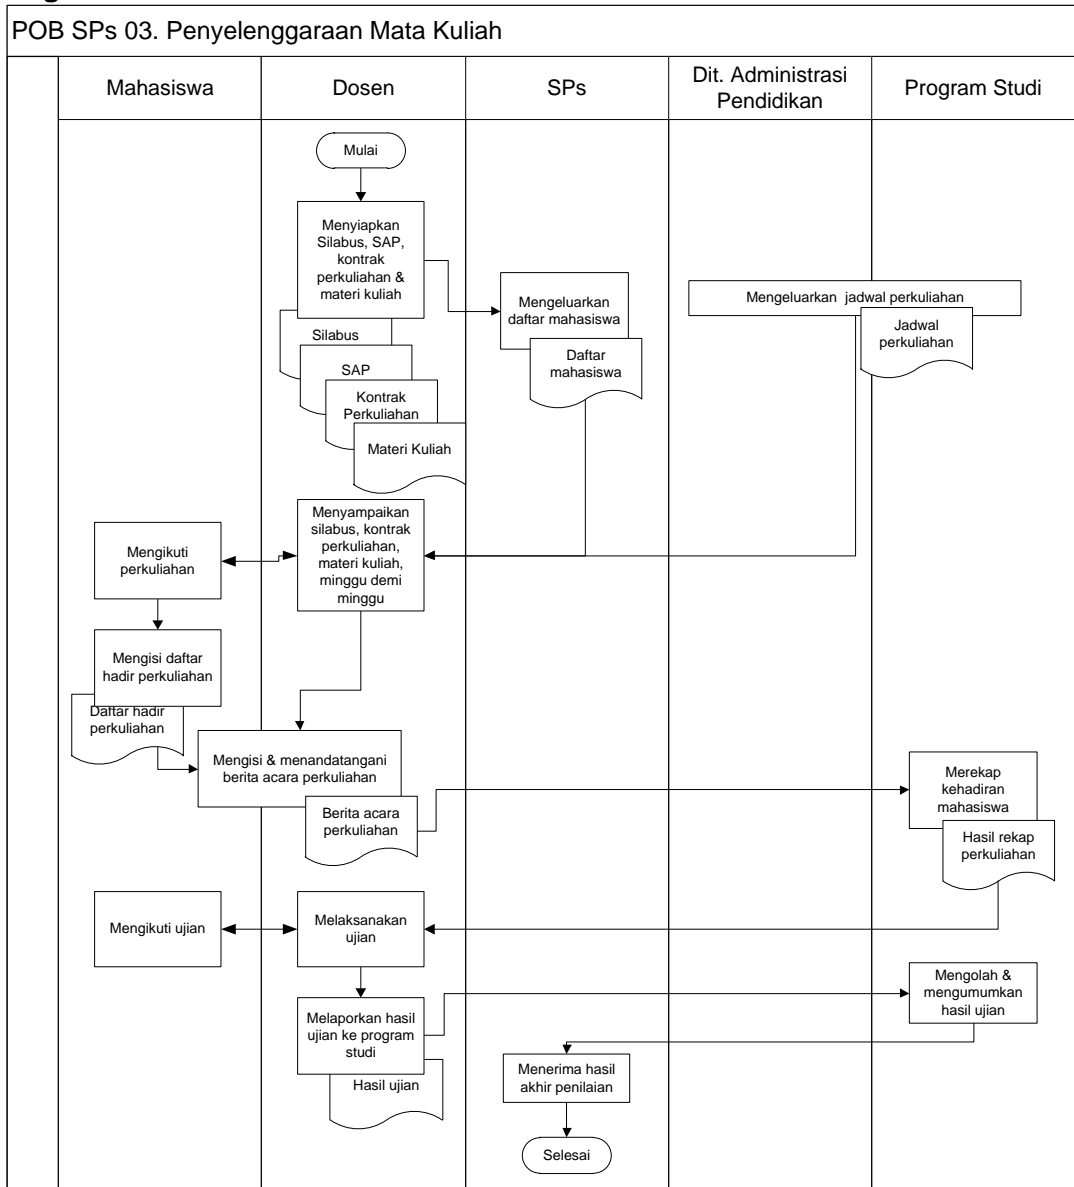 POB SPs 03. Penyelenggaraan Mata Kuliah
Mahasiswa
Dosen
SPs
Dit. Administrasi
Pendidikan
Program Studi
Mulai
Menyiapkan
Silabus, SAP,
kontrak
perkuliahan &
materi kuliah
Silabus
SAP
Kontrak
Perkuliahan
Materi Kuliah
Mengeluarkan
daftar mahasiswa
Daftar
mahasiswa
Mengeluarkan jadwal perkuliahan
Jadwal
perkuliahan
Mengikuti
perkuliahan
Menyampaikan
silabus, kontrak
perkuliahan,
materi kuliah,
minggu demi
minggu
Mengisi daftar
hadir perkuliahan
Daftar hadir
perkuliahan
Mengisi & menandatangani
berita acara perkuliahan
Berita acara
perkuliahan
Merekap
kehadiran
mahasiswa
Hasil rekap
perkuliahan
Mengikuti ujian
Melaksanakan
ujian
Melaporkan hasil
ujian ke program
studi
Hasil ujian
Mengolah &
mengumumkan
hasil ujian
Menerima hasil
akhir penilaian
Selesai